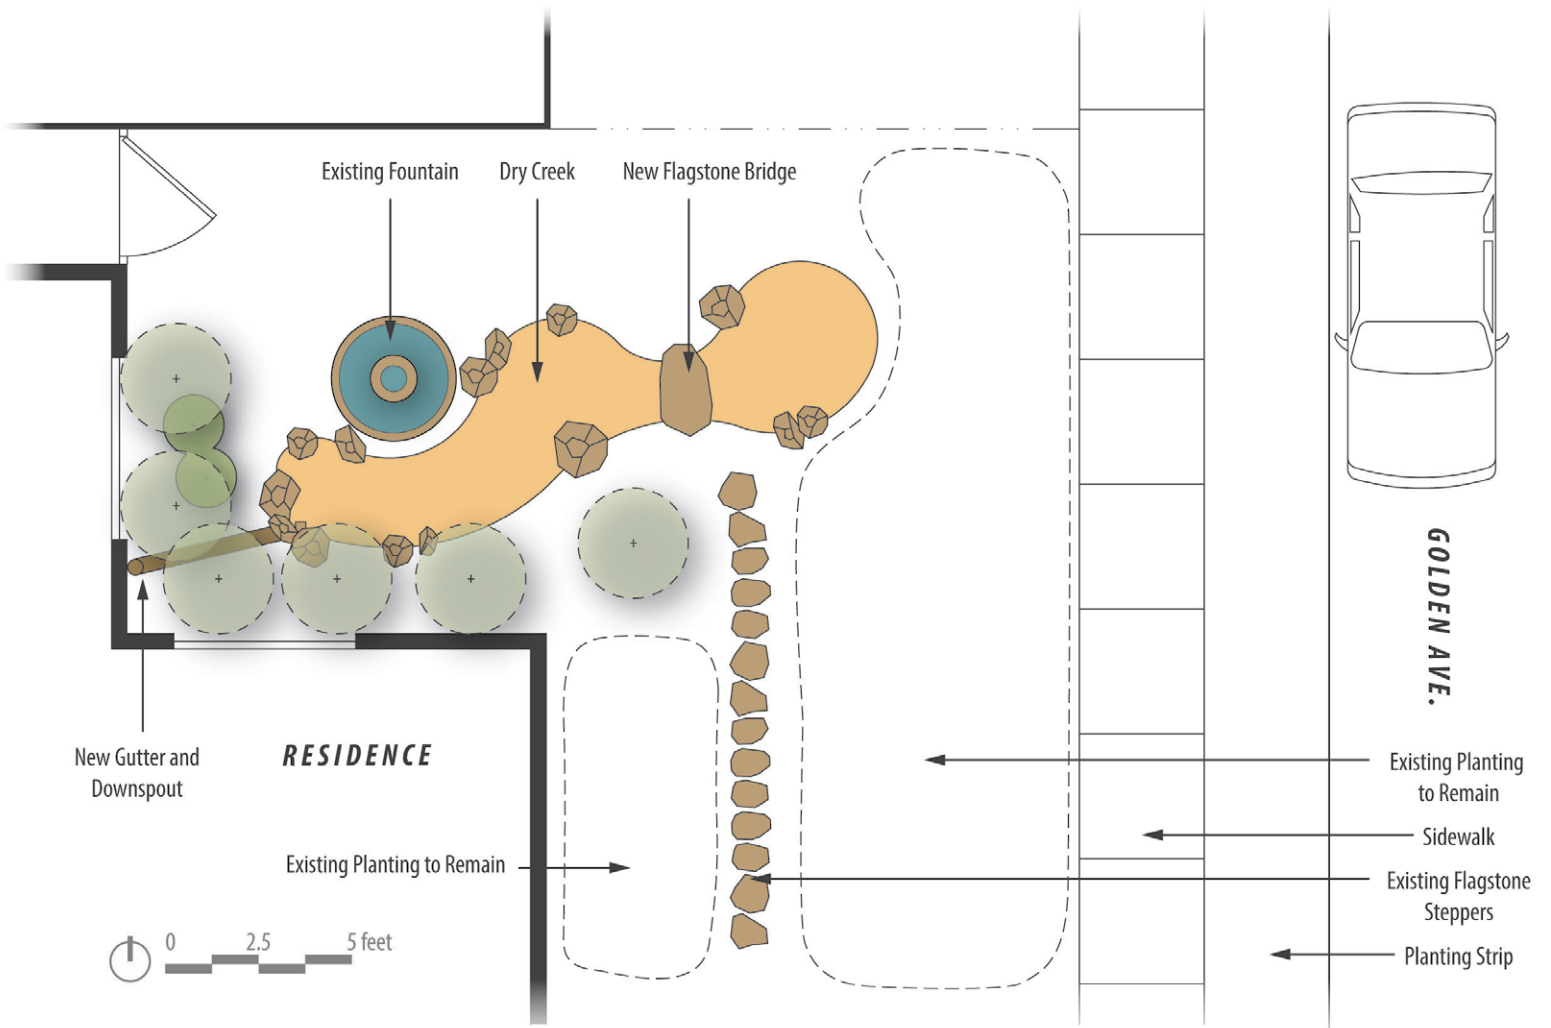 Existing Fountain
Dry Creek
New Flagstone Bridge
GOLDEN AVE.
New Gutter and
Downspout
RESIDENCE
Existing Planting
to Remain
Sidewalk
Existing Planting to Remain
Existing Flagstone
Steppers
0 2.5 5 feet
Planting Strip